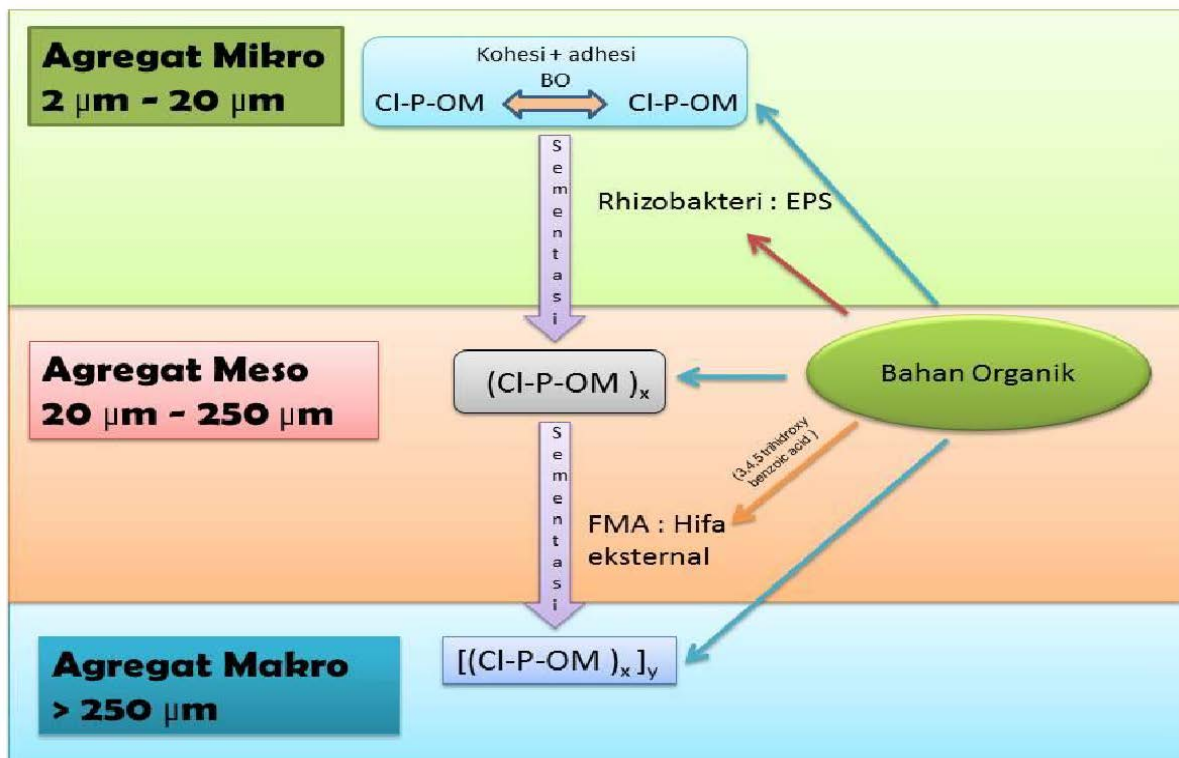 Agregat Mikro
2 μm - 20 μm
Kohesi + adhesi
BO
Cl-P-OM
Cl-P-OM
Sementasi
Rhizobakteri : EPS
Agregat Meso
20 μm - 250 μm
(Cl-P-OM )x
Bahan Organik
(3,4,5 trihidroxy
benzoic acid )
Sementasi
FMA : Hifa
eksternal
Agregat Makro
> 250 μm
[(Cl-P-OM )x ]y